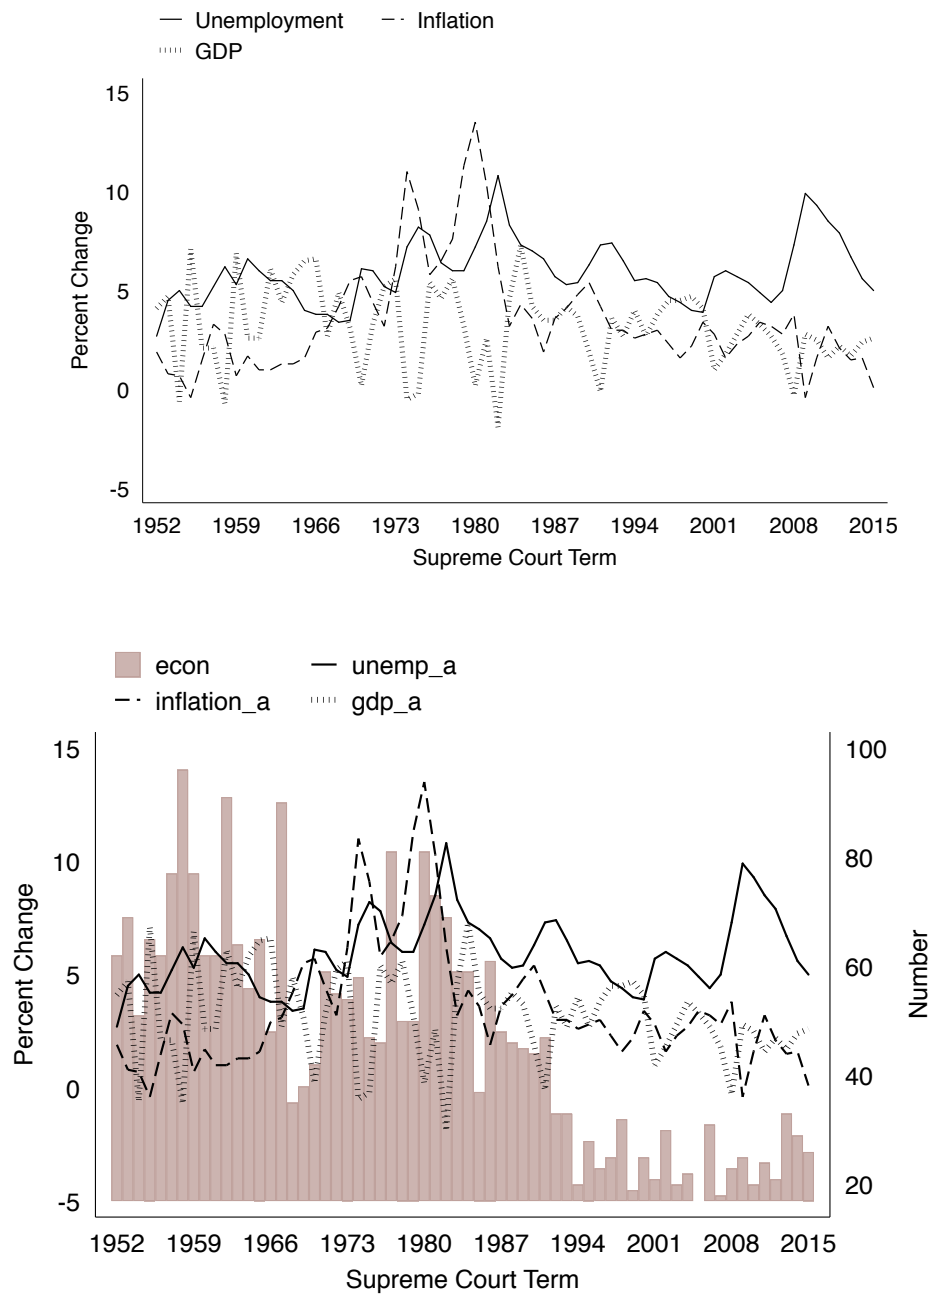 Unemployment Inflation
GDP
15
10
5
0
-5
Percent Change
1952 1959 1966 1973 1980 1987 1994 2001 2008 2015
Supreme Court Term
econ unemp_a
inflation_a gdp_a
15 100
10 80
5 60
0 40
-5 20
Percent Change
Number
1952 1959 1966 1973 1980 1987 1994 2001 2008 2015
Supreme Court Term